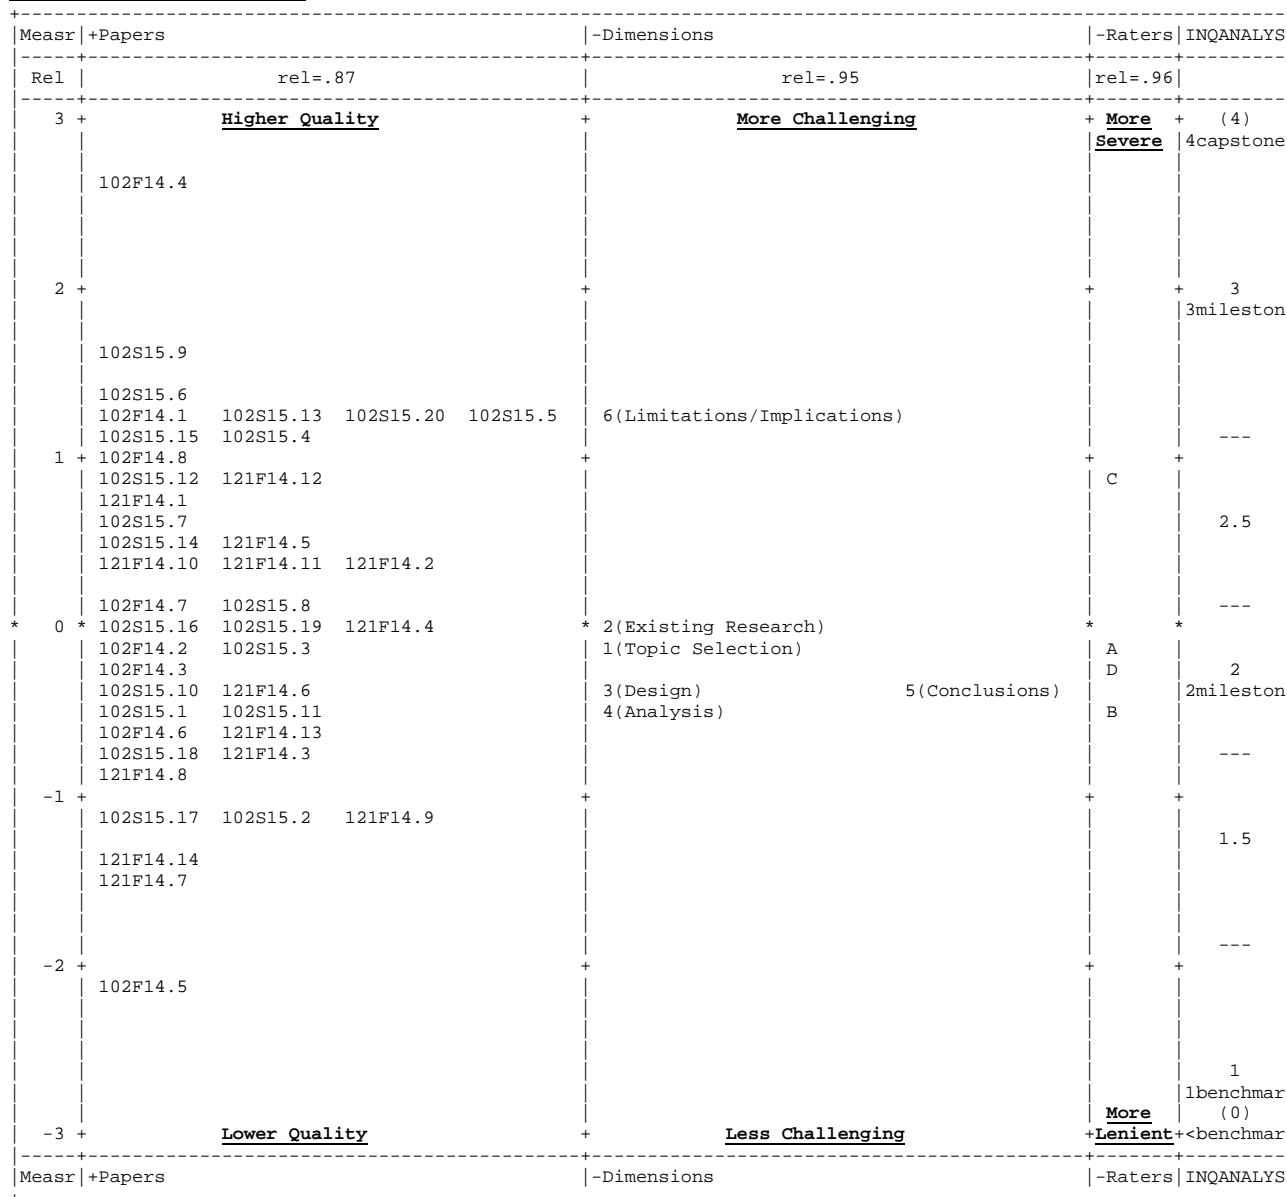 Measr +Papers -Dimensions -Raters INQANALYS
Rel rel=.87 rel=.95 rel=.96
3 Higher Quality More Challenging More (4)
Severe 4capstone
102F14.4
2 3
3mileston
102S15.9
102S15.6
102F14.1 102S15.13 102S15.20 102S15.5 6(Limitations/Implications)
102S15.15 102S15.4 ---
1 102F14.8
102S15.12 121F14.12 C
121F14.1
102S15.7 2.5
102S15.14 121F14.5
121F14.10 121F14.11 121F14.2
102F14.7 102S15.8 ---
* 0 * 102S15.16 102S15.19 121F14.4 * 2(Existing Research) * *
102F14.2 102S15.3 1(Topic Selection) A
102F14.3 D 2
102S15.10 121F14.6 3(Design) 5(Conclusions) 2mileston
102S15.1 102S15.11 4(Analysis) B
102F14.6 121F14.13
102S15.18 121F14.3 ---
121F14.8
-1
102S15.17 102S15.2 121F14.9
1.5
121F14.14
121F14.7
---
-2
102F14.5
1
1benchmar
More (0)
-3 Lower Quality Less Challenging Lenient <benchmar
Measr +Papers -Dimensions -Raters INQANALYS